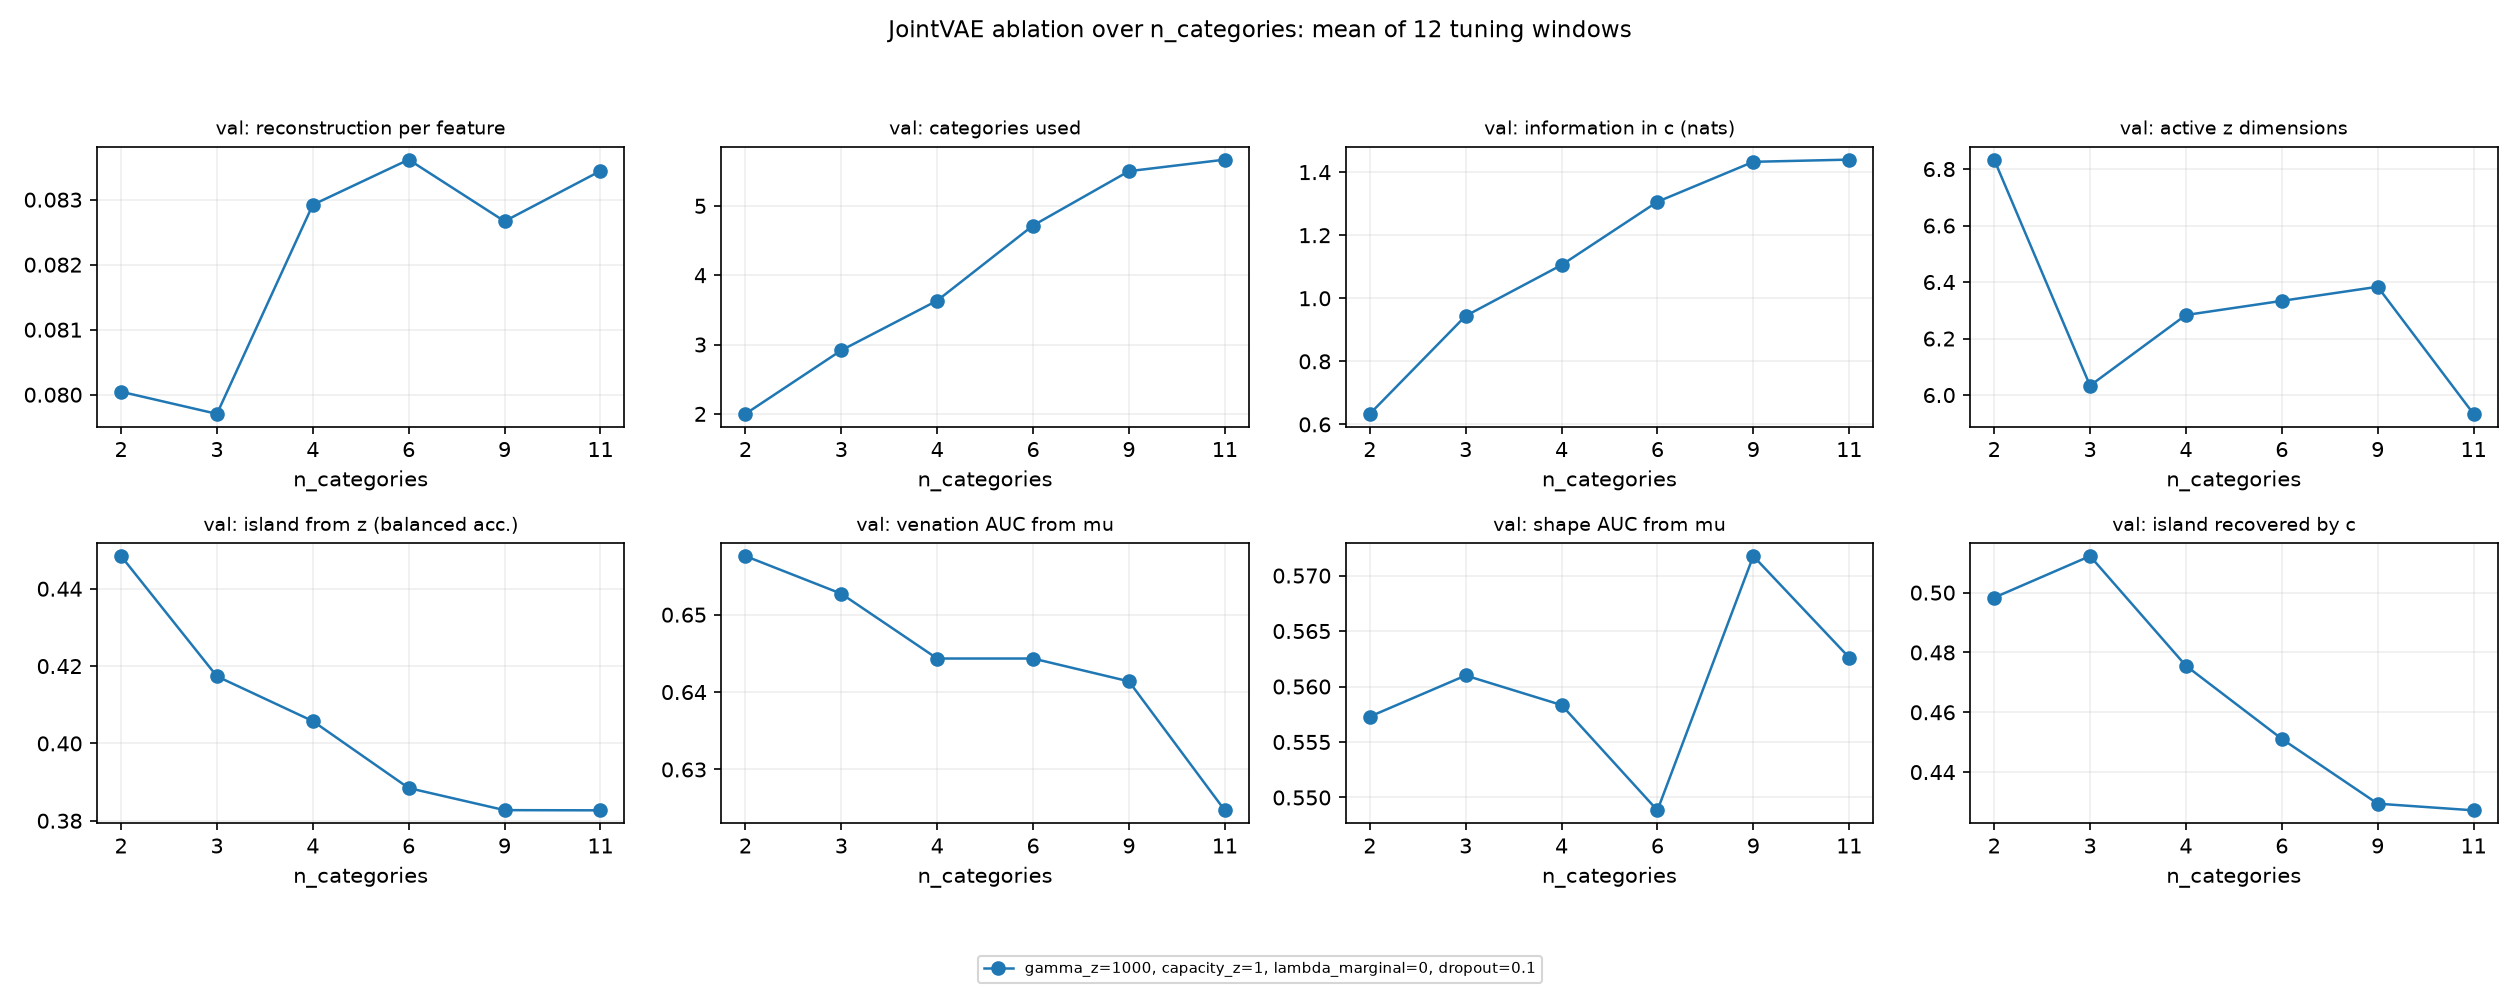 JointVAE ablation over n_categories: mean of 12 tuning windows
val: reconstruction per feature
0.083
0.082
0.081
0.080
2 3 4 6 9 11
n_categories
val: categories used
5
4
3
2
2 3 4 6 9 11
n_categories
val: information in c (nats)
1.4
1.2
1.0
0.8
0.6
2 3 4 6 9 11
n_categories
val: active z dimensions
6.8
6.6
6.4
6.2
6.0
2 3 4 6 9 11
n_categories
val: island from z (balanced acc.)
0.44
0.42
0.40
0.38
2 3 4 6 9 11
n_categories
val: venation AUC from mu
0.65
0.64
0.63
2 3 4 6 9 11
n_categories
val: shape AUC from mu
0.570
0.565
0.560
0.555
0.550
2 3 4 6 9 11
n_categories
val: island recovered by c
0.50
0.48
0.46
0.44
2 3 4 6 9 11
n_categories
gamma_z=1000, capacity_z=1, lambda_marginal=0, dropout=0.1